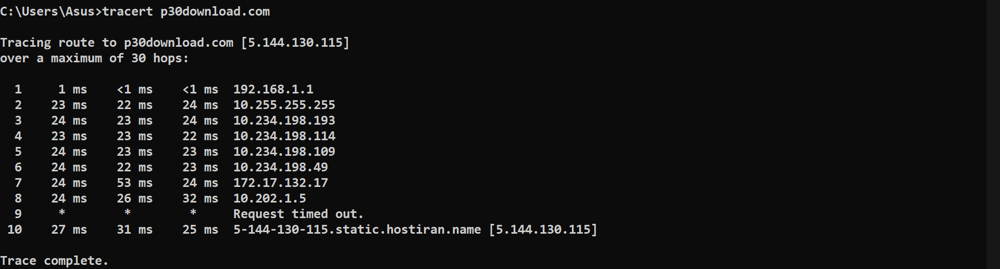 C:\Users\Asus>tracert p30download.com
Tracing route to p30download.com [5.144.130.115]
over a maximum of 30 hops:
1 1 ms <1 ms <1 ms 192.168.1.1
2 23 ms 22 ms 24 ms 10.255.255.255
3 24 ms 23 ms 24 ms 10.234.198.193
4 23 ms 23 ms 22 ms 10.234.198.114
5 24 ms 23 ms 23 ms 10.234.198.109
6 24 ms 22 ms 23 ms 10.234.198.49
7 24 ms 53 ms 24 ms 172.17.132.17
8 24 ms 26 ms 32 ms 10.202.1.5
9 * * * Request timed out.
10 27 ms 31 ms 25 ms 5-144-130-115.static.hostiran.name [5.144.130.115]
Trace complete.